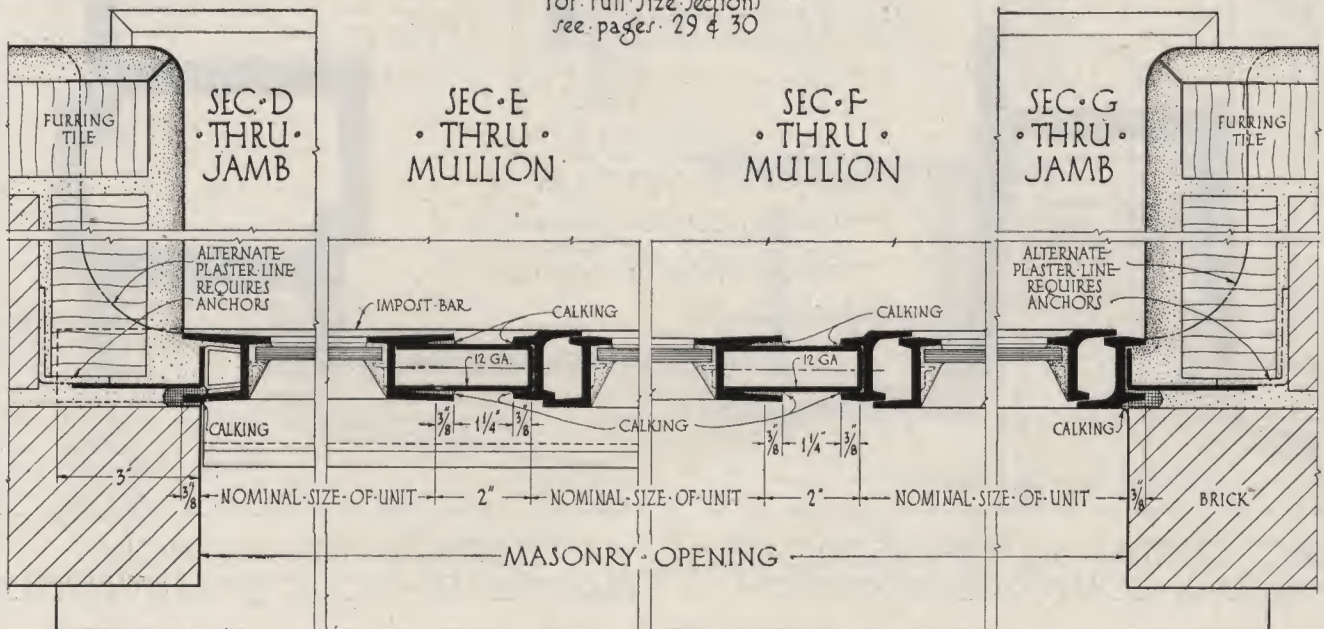 for full size sections
see·pages·29 & 30
SEC·D
·THRU·
JAMB
SEC·E
·THRU·
MULLION
SEC·F
·THRU·
MULLION
SEC·G
·THRU·
JAMB
FURRING
TILE
FURRING
TILE
ALTERNATE
PLASTER·LINE
REQUIRES
ANCHORS
ALTERNATE
PLASTER·LINE
REQUIRES
ANCHORS
IMPOST·BAR
CALKING
CALKING
12 GA.
12 GA
CALKING
CALKING
CALKING
3/8" 1 1/4" 3/8"
3/8" 1 1/4" 3/8"
3"
3/8" NOMINAL·SIZE·OF·UNIT 2" NOMINAL·SIZE·OF·UNIT 2" NOMINAL·SIZE·OF·UNIT 3/8" BRICK
MASONRY·OPENING